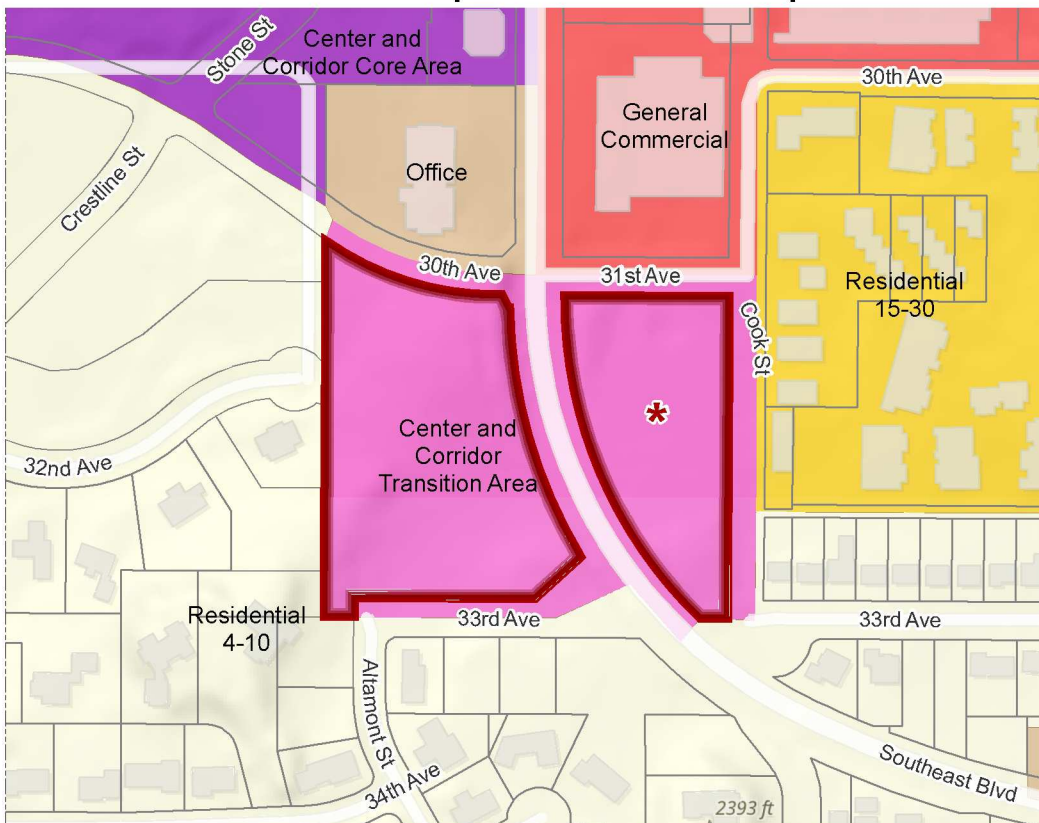 Stone St
Center and
Corridor Core Area
30th Ave
General
Commercial
Office
Crestline St
30th Ave
31st Ave
Residential
15-30
Cook St
*
Center and
Corridor
Transition Area
32nd Ave
Residential
4-10
33rd Ave
33rd Ave
Altamont St
34th Ave
Southeast Blvd
2393 ft